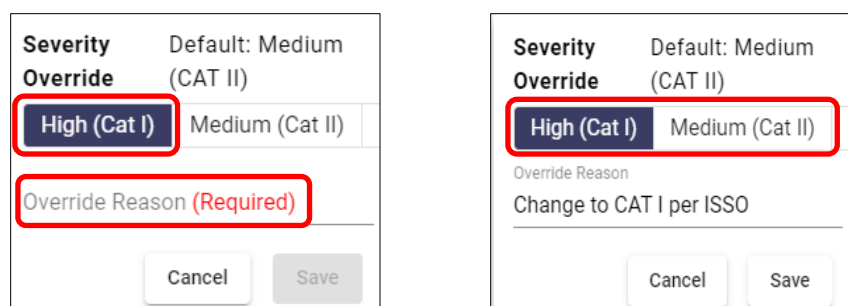 Severity Default: Medium
Override (CAT II)
High (Cat I) Medium (Cat II)
Override Reason (Required)
Cancel Save
Severity Default: Medium
Override (CAT II)
High (Cat I) Medium (Cat II)
Override Reason
Change to CAT I per ISSO
Cancel Save